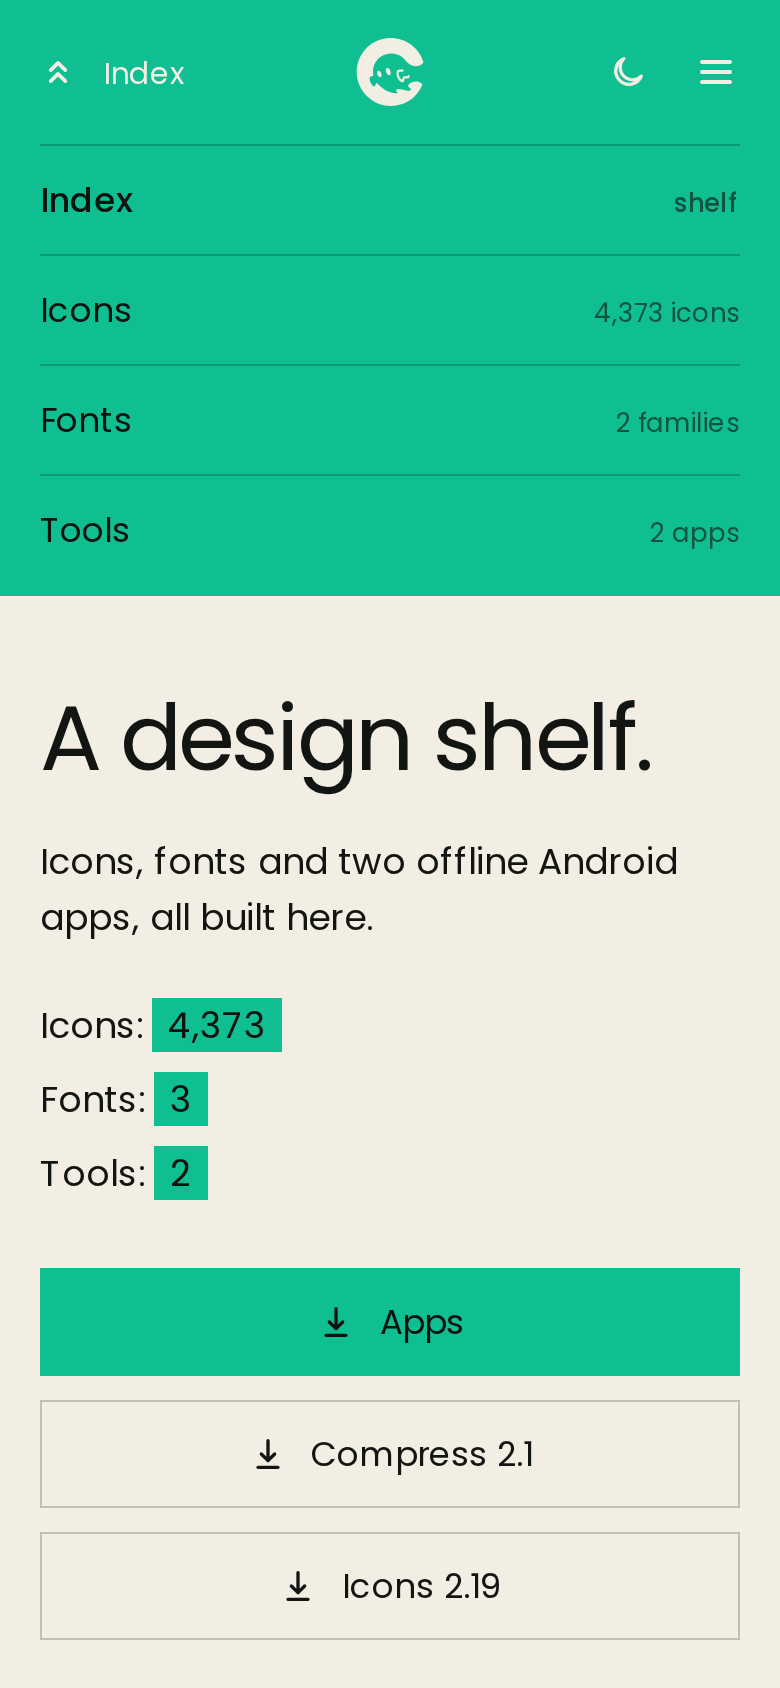 Index
Index shelf
Icons 4,373 icons
Fonts 2 families
Tools 2 apps
A design shelf.
Icons, fonts and two offline Android
apps, all built here.
Icons: 4,373
Fonts: 3
Tools: 2
Apps
Compress 2.1
Icons 2.19